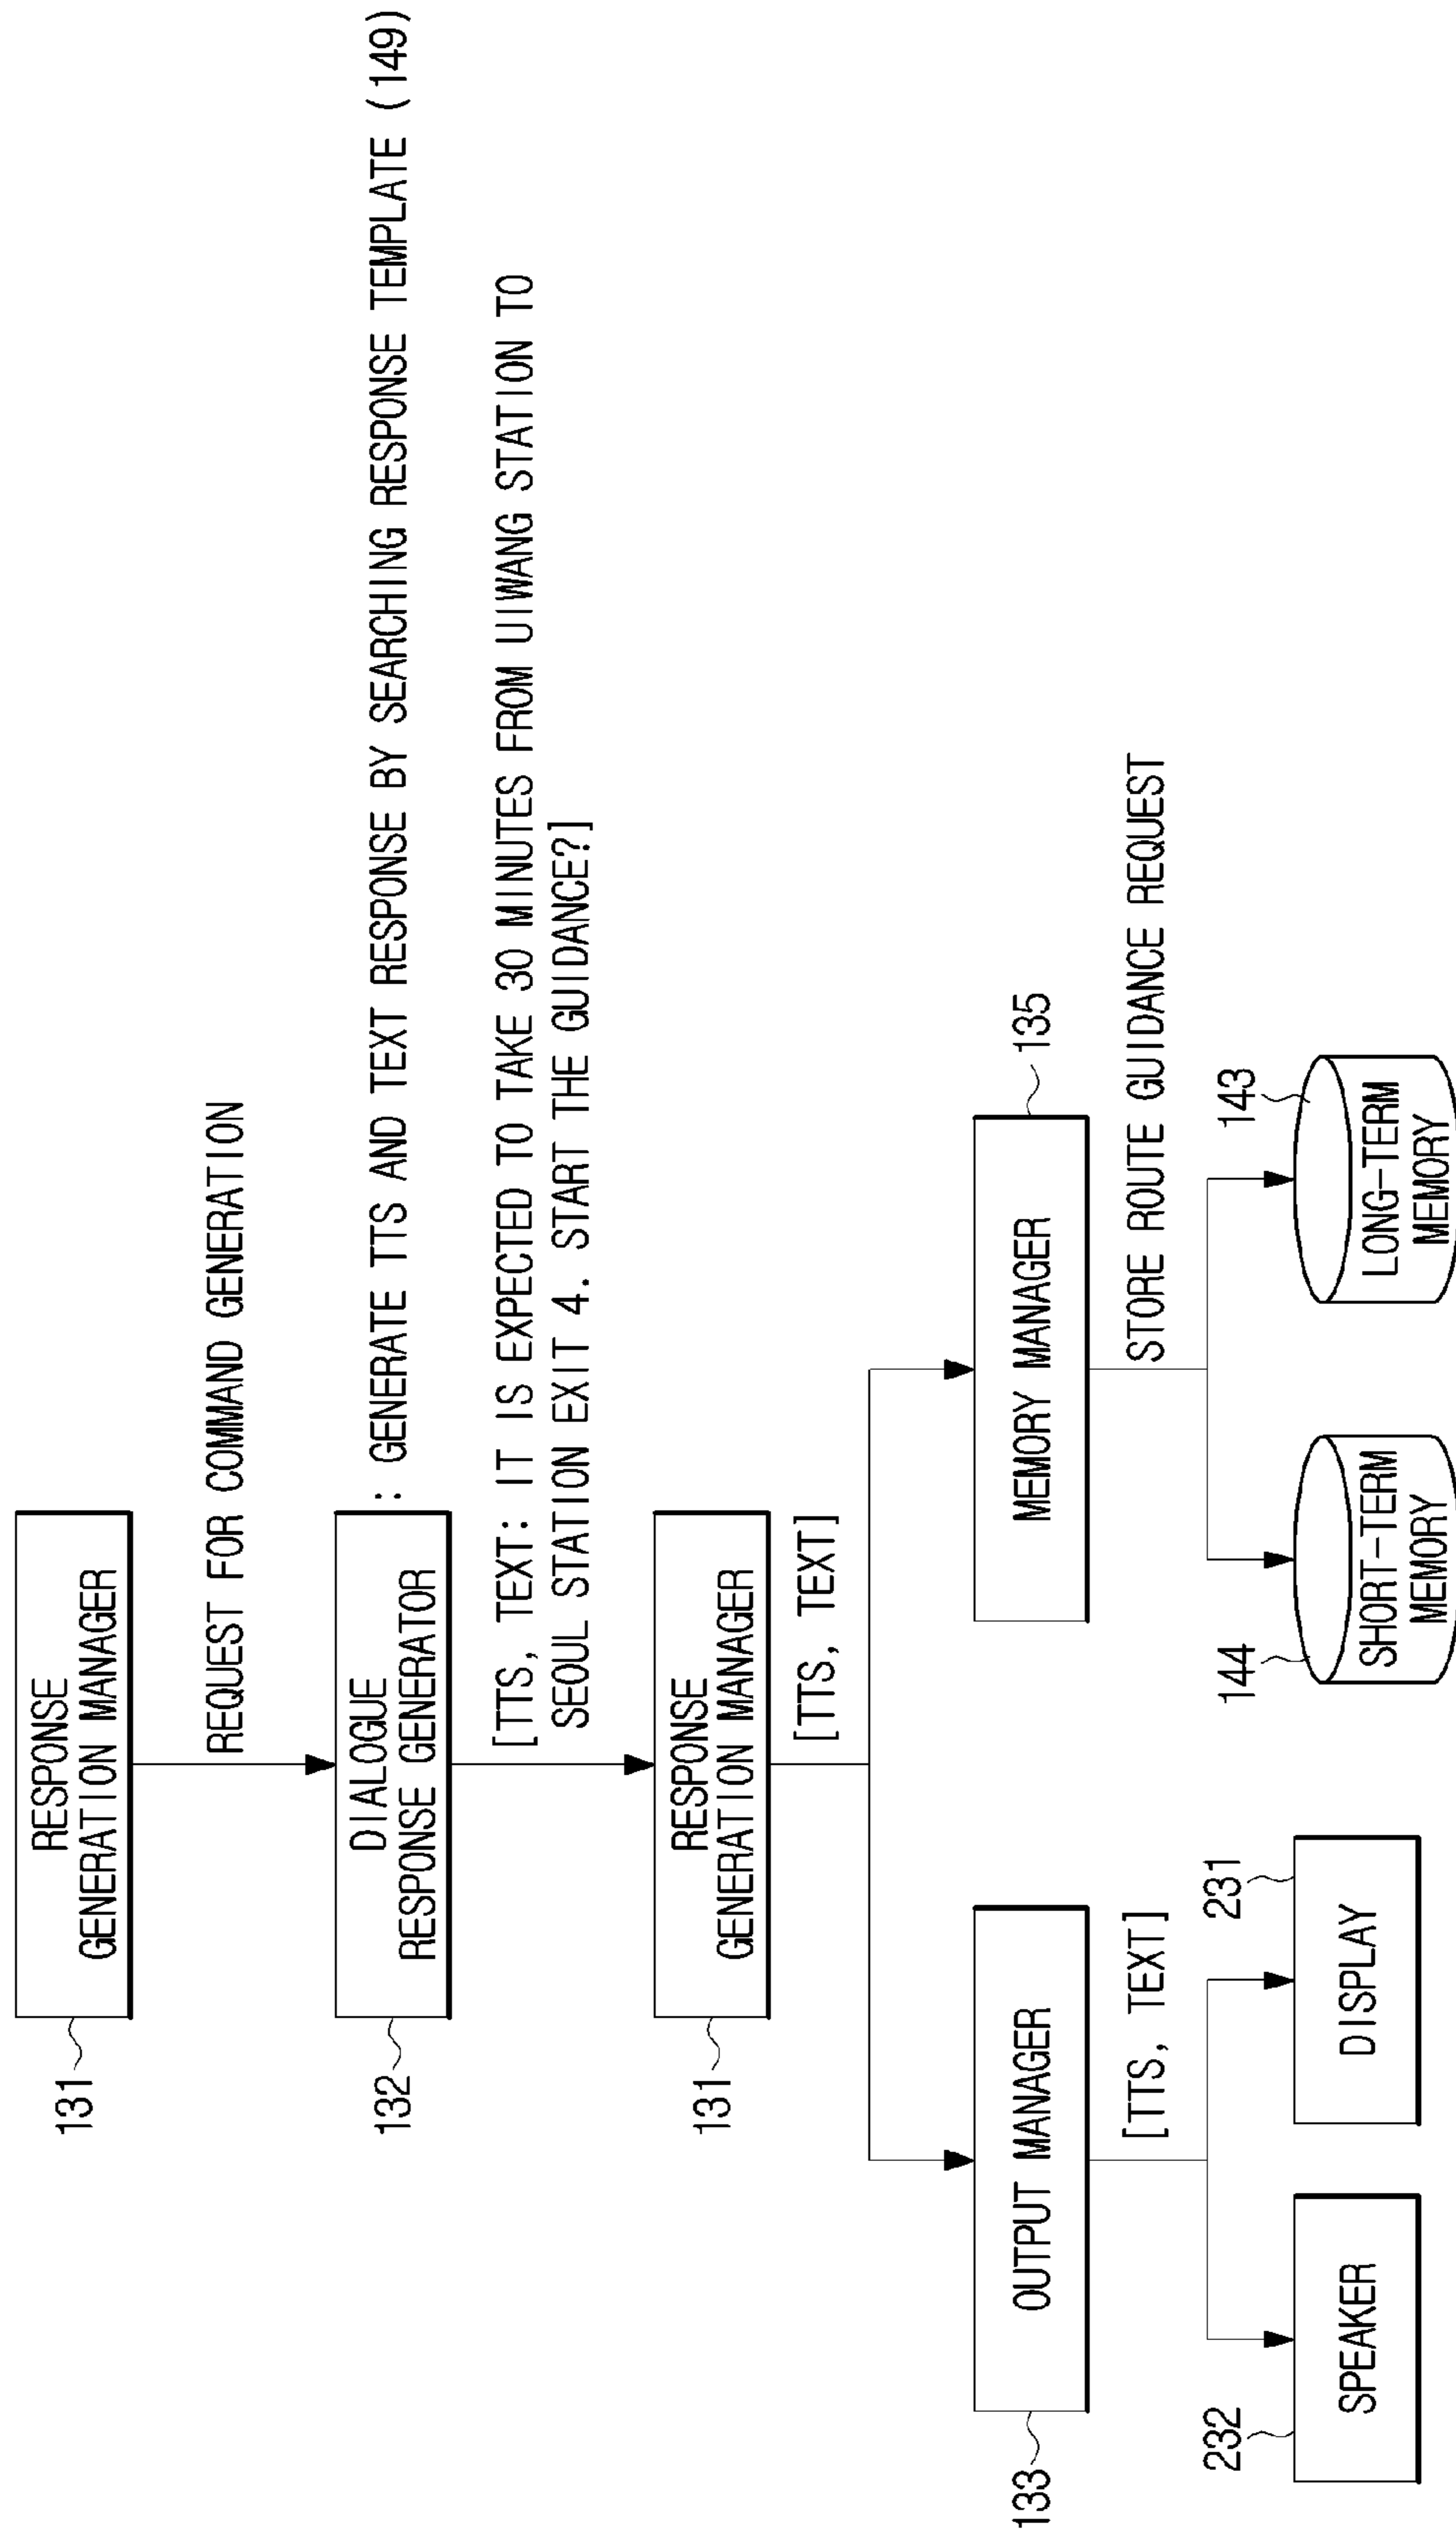 RESPONSE
GENERATION MANAGER
131
REQUEST FOR COMMAND GENERATION
DIALOGUE
RESPONSE GENERATOR
132
: GENERATE TTS AND TEXT RESPONSE BY SEARCHING RESPONSE TEMPLATE (149)
[TTS, TEXT: IT IS EXPECTED TO TAKE 30 MINUTES FROM UIWANG STATION TO
SEOUL STATION EXIT 4. START THE GUIDANCE?]
RESPONSE
GENERATION MANAGER
131
[TTS, TEXT]
OUTPUT MANAGER
133
MEMORY MANAGER
135
[TTS, TEXT]
STORE ROUTE GUIDANCE REQUEST
232
SPEAKER
231
DISPLAY
144
SHORT-TERM
MEMORY
143
LONG-TERM
MEMORY